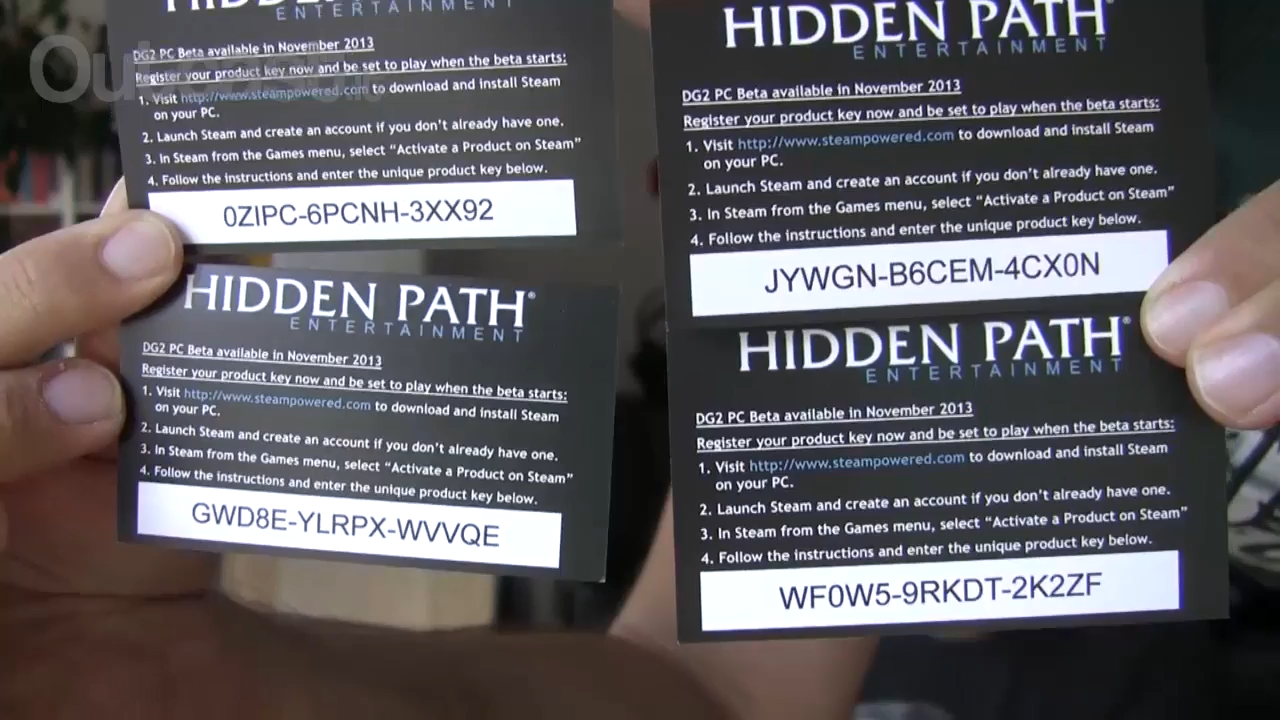 HIDDEN PATH
ENTERTAINMENT
DG2 PC Beta available in November 2013
Register your product key now and be set to play when the beta starts:
1. Visit http://www.steampowered.com to download and install Steam
on your PC.
2. Launch Steam and create an account if you don't already have one.
3. In Steam from the Games menu, select "Activate a Product on Steam"
4. Follow the instructions and enter the unique product key below.
0ZIPC-6PCNH-3XX92
HIDDEN PATH®
ENTERTAINMENT
DG2 PC Beta available in November 2013
Register your product key now and be set to play when the beta starts:
1. Visit http://www.steampowered.com to download and install Steam
on your PC.
2. Launch Steam and create an account if you don't already have one.
3. In Steam from the Games menu, select "Activate a Product on Steam"
4. Follow the instructions and enter the unique product key below.
GWD8E-YLRPX-WVVQE
HIDDEN PATH®
ENTERTAINMENT
DG2 PC Beta available in November 2013
Register your product key now and be set to play when the beta starts:
1. Visit http://www.steampowered.com to download and install Steam
on your PC.
2. Launch Steam and create an account if you don't already have one.
3. In Steam from the Games menu, select "Activate a Product on Steam"
4. Follow the instructions and enter the unique product key below.
JYWGN-B6CEM-4CX0N
HIDDEN PATH®
ENTERTAINMENT
DG2 PC Beta available in November 2013
Register your product key now and be set to play when the beta starts:
1. Visit http://www.steampowered.com to download and install Steam
on your PC.
2. Launch Steam and create an account if you don't already have one.
3. In Steam from the Games menu, select "Activate a Product on Steam"
4. Follow the instructions and enter the unique product key below.
WF0W5-9RKDT-2K2ZF